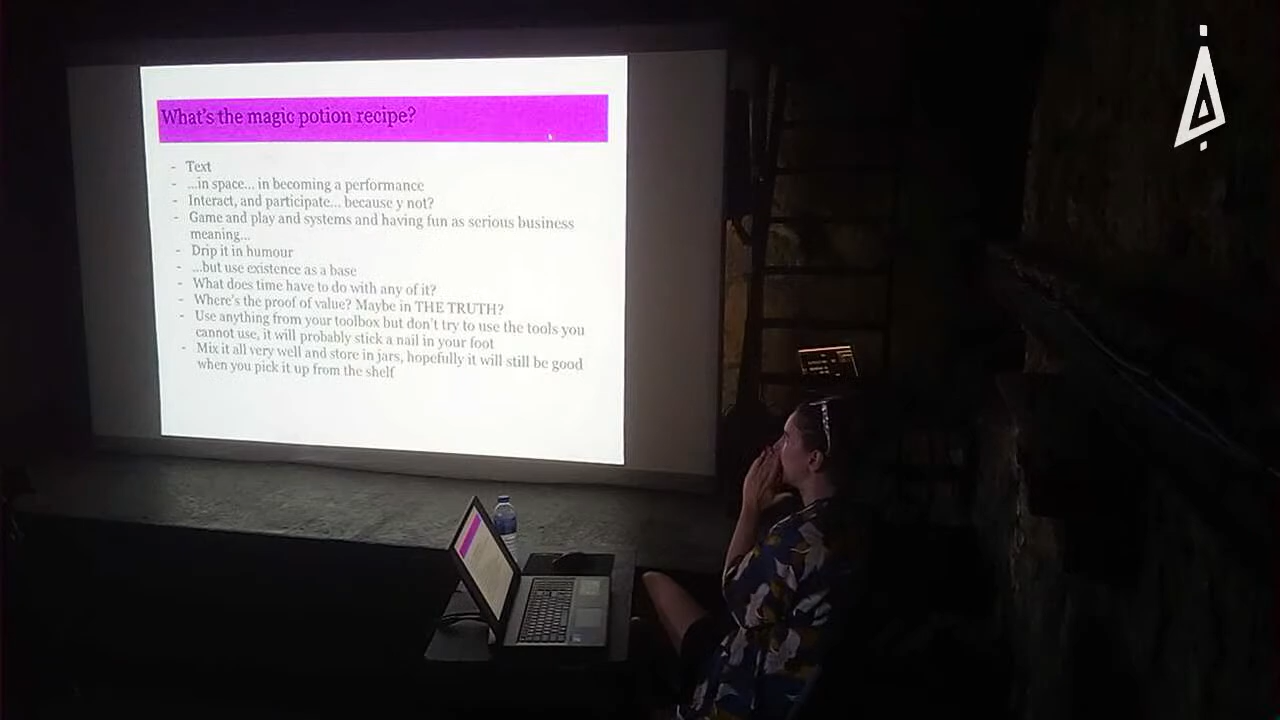 What's the magic potion recipe?
- Text
- ...in space... in becoming a performance
- Interact, and participate... because y not?
- Game and play and systems and having fun as serious business
meaning...
- Drip it in humour
- ...but use existence as a base
- What does time have to do with any of it?
- Where's the proof of value? Maybe in THE TRUTH?
- Use anything from your toolbox but don't try to use the tools you
cannot use, it will probably stick a nail in your foot
- Mix it all very well and store in jars, hopefully it will still be good
when you pick it up from the shelf